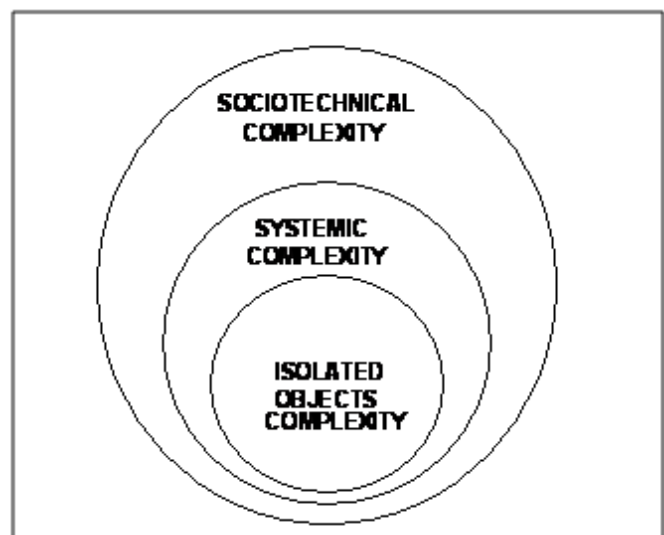 SOCIOTECHNICAL
COMPLEXITY
SYSTEMIC
COMPLEXITY
ISOLATED
OBJECTS
COMPLEXITY